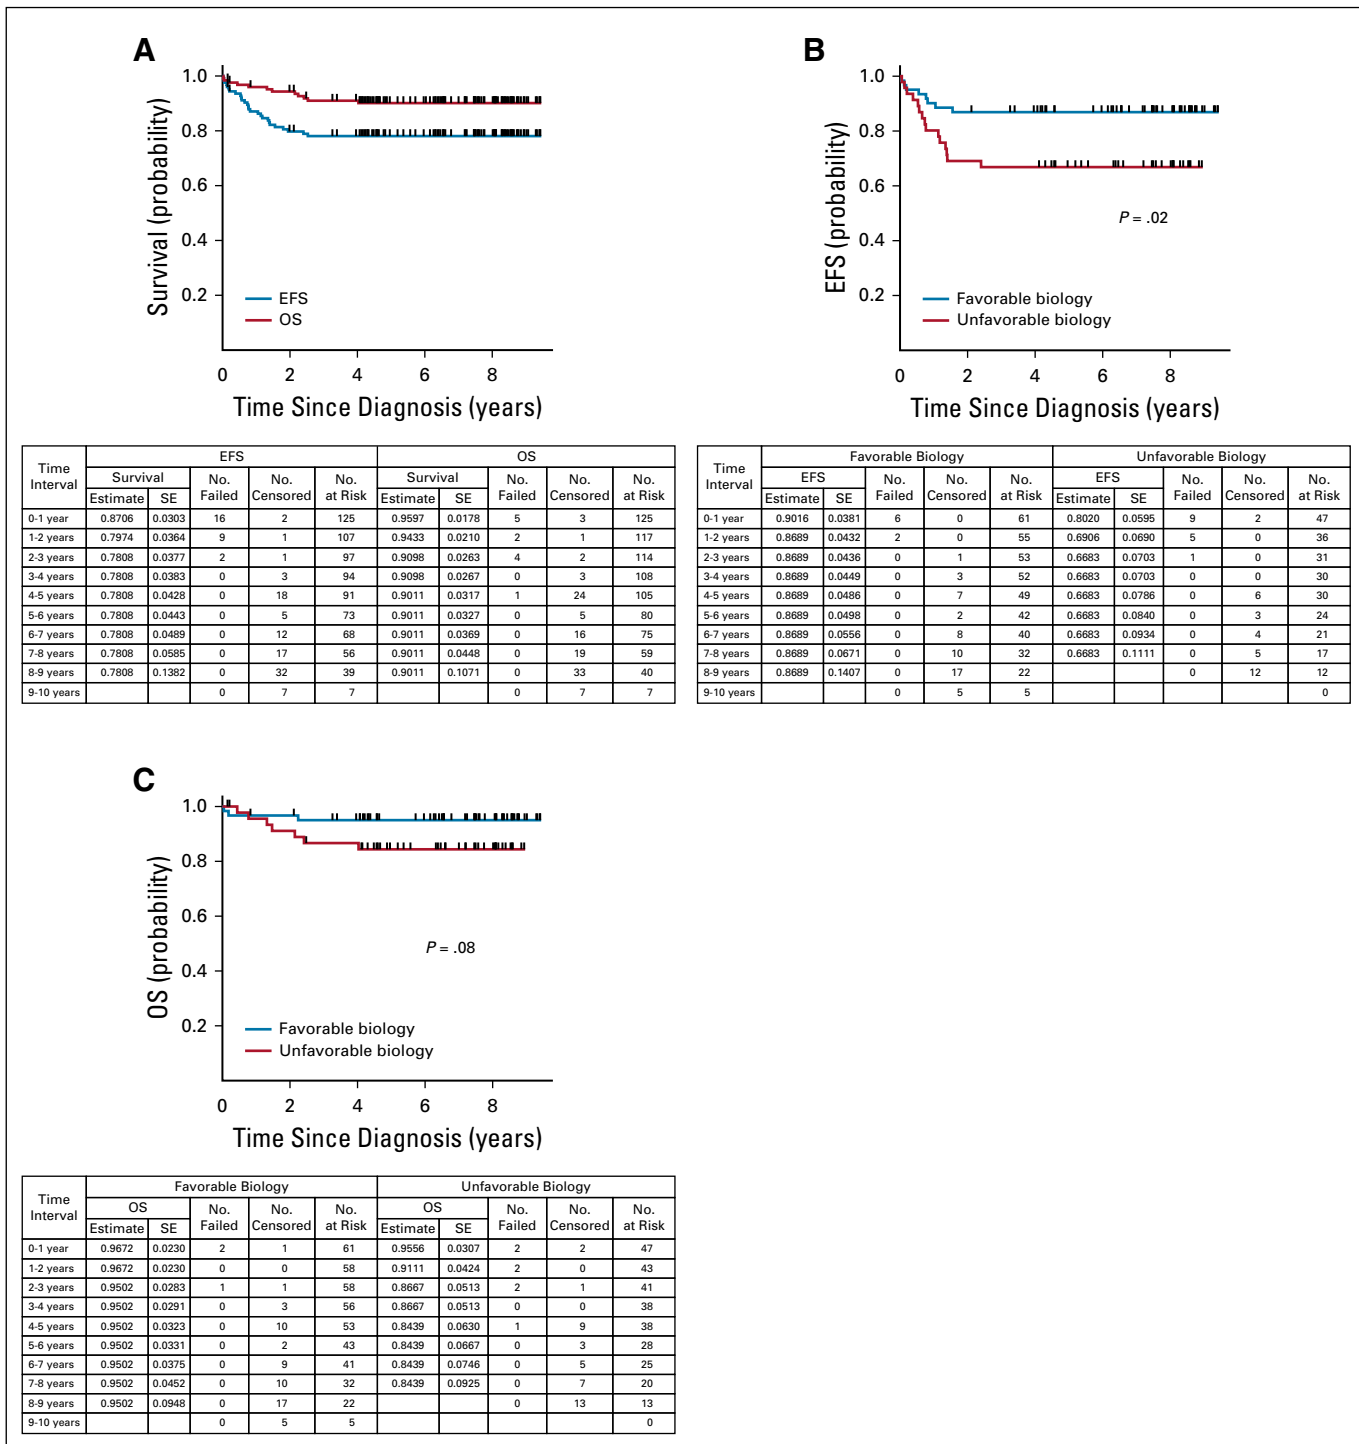 A
1.0
0.8
0.6
0.4
0.2
Survival (probability)
EFS
OS
0 2 4 6 8
Time Since Diagnosis (years)
Time Interval EFS OS
Survival No. Failed No. Censored No. at Risk Survival No. Failed No. Censored No. at Risk
Estimate SE Estimate SE
0-1 year 0.8706 0.0303 16 2 125 0.9597 0.0178 5 3 125
1-2 years 0.7974 0.0364 9 1 107 0.9433 0.0210 2 1 117
2-3 years 0.7808 0.0377 2 1 97 0.9098 0.0263 4 2 114
3-4 years 0.7808 0.0383 0 3 94 0.9098 0.0267 0 3 108
4-5 years 0.7808 0.0428 0 18 91 0.9011 0.0317 1 24 105
5-6 years 0.7808 0.0443 0 5 73 0.9011 0.0327 0 5 80
6-7 years 0.7808 0.0489 0 12 68 0.9011 0.0369 0 16 75
7-8 years 0.7808 0.0585 0 17 56 0.9011 0.0448 0 19 59
8-9 years 0.7808 0.1382 0 32 39 0.9011 0.1071 0 33 40
9-10 years 0 7 7 0 7 7
B
1.0
0.8
0.6
0.4
0.2
EFS (probability)
P = .02
Favorable biology
Unfavorable biology
0 2 4 6 8
Time Since Diagnosis (years)
Time Interval Favorable Biology Unfavorable Biology
EFS No. Failed No. Censored No. at Risk EFS No. Failed No. Censored No. at Risk
Estimate SE Estimate SE
0-1 year 0.9016 0.0381 6 0 61 0.8020 0.0595 9 2 47
1-2 years 0.8689 0.0432 2 0 55 0.6906 0.0690 5 0 36
2-3 years 0.8689 0.0436 0 1 53 0.6683 0.0703 1 0 31
3-4 years 0.8689 0.0449 0 3 52 0.6683 0.0703 0 0 30
4-5 years 0.8689 0.0486 0 7 49 0.6683 0.0786 0 6 30
5-6 years 0.8689 0.0498 0 2 42 0.6683 0.0840 0 3 24
6-7 years 0.8689 0.0556 0 8 40 0.6683 0.0934 0 4 21
7-8 years 0.8689 0.0671 0 10 32 0.6683 0.1111 0 5 17
8-9 years 0.8689 0.1407 0 17 22 0 12 12
9-10 years 0 5 5 0
C
1.0
0.8
0.6
0.4
0.2
OS (probability)
P = .08
Favorable biology
Unfavorable biology
0 2 4 6 8
Time Since Diagnosis (years)
Time Interval Favorable Biology Unfavorable Biology
OS No. Failed No. Censored No. at Risk OS No. Failed No. Censored No. at Risk
Estimate SE Estimate SE
0-1 year 0.9672 0.0230 2 1 61 0.9556 0.0307 2 2 47
1-2 years 0.9672 0.0230 0 0 58 0.9111 0.0424 2 0 43
2-3 years 0.9502 0.0283 1 1 58 0.8667 0.0513 2 1 41
3-4 years 0.9502 0.0291 0 3 56 0.8667 0.0513 0 0 38
4-5 years 0.9502 0.0323 0 10 53 0.8439 0.0630 1 9 38
5-6 years 0.9502 0.0331 0 2 43 0.8439 0.0667 0 3 28
6-7 years 0.9502 0.0375 0 9 41 0.8439 0.0746 0 5 25
7-8 years 0.9502 0.0452 0 10 32 0.8439 0.0925 0 7 20
8-9 years 0.9502 0.0948 0 17 22 0 13 13
9-10 years 0 5 5 0